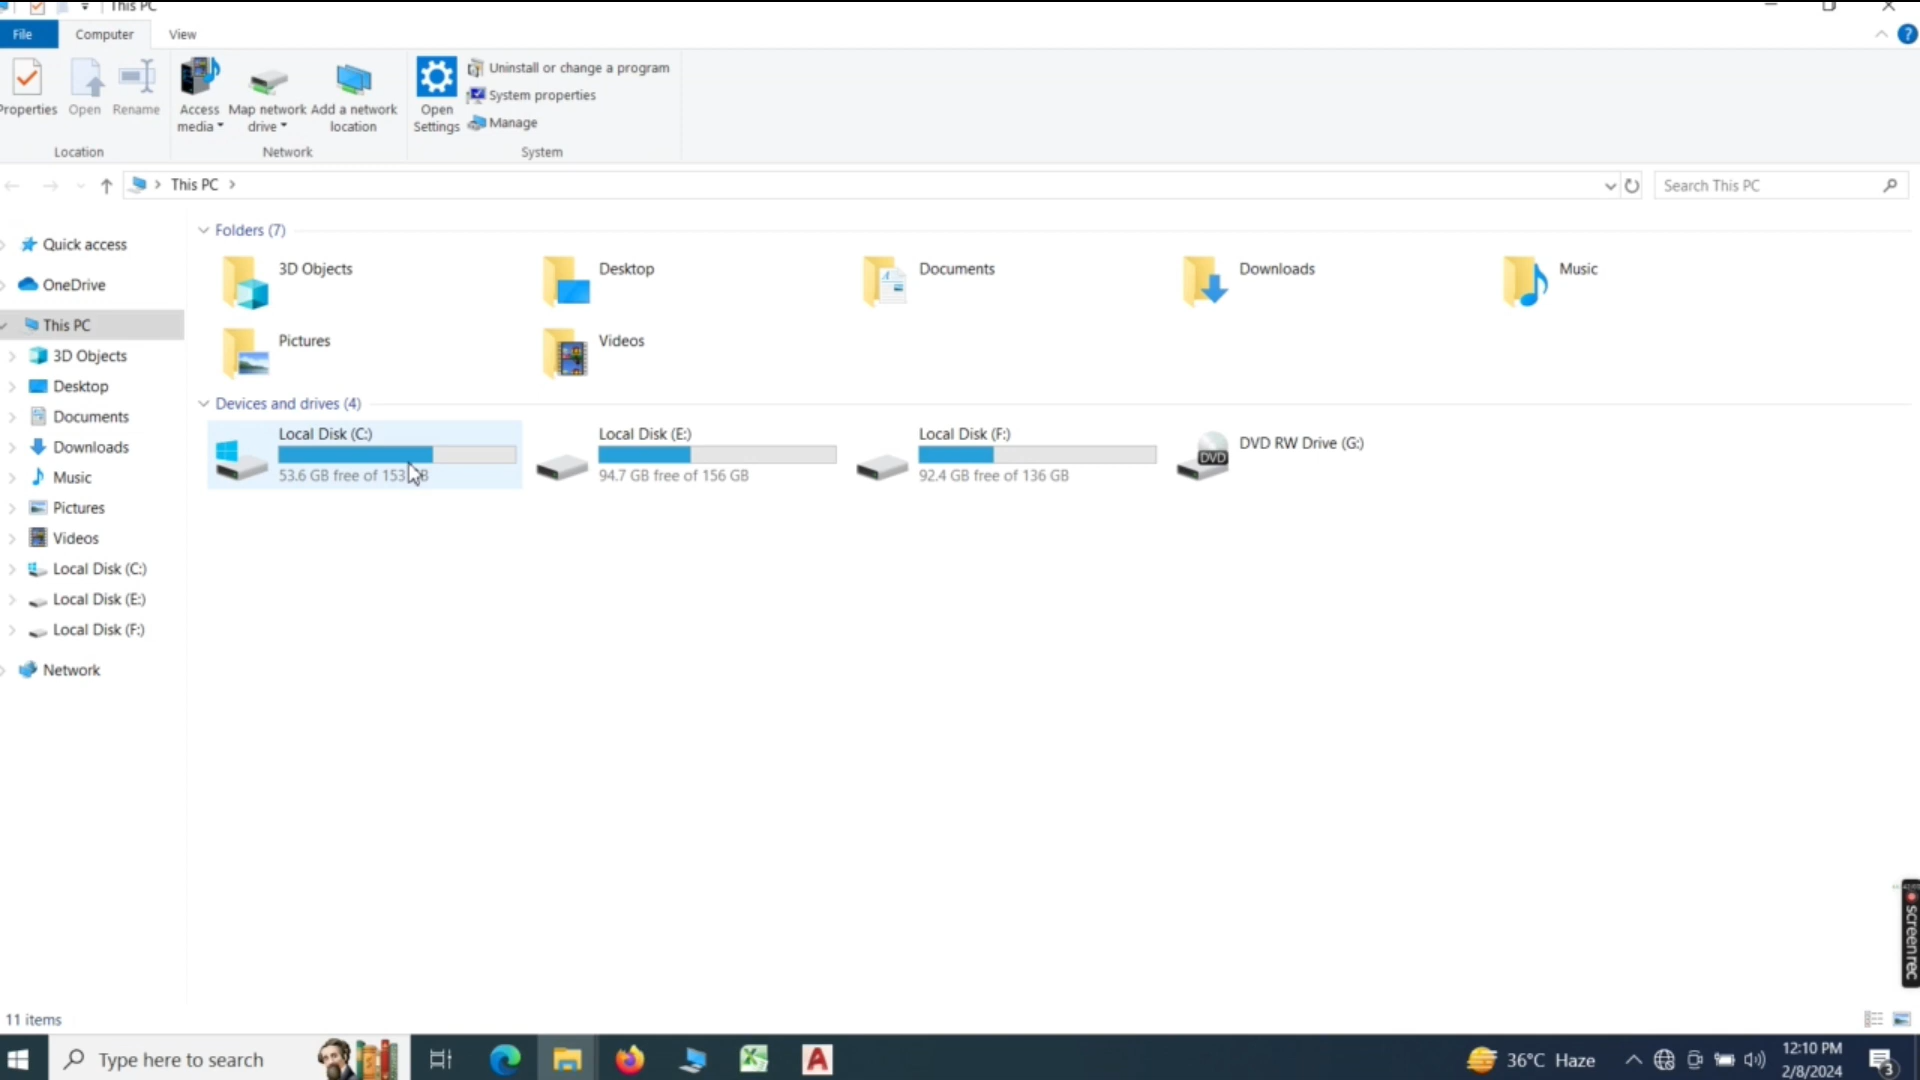 This PC
File Computer View
Properties Open Rename
Access media Map network drive Add a network location
Open Settings
Uninstall or change a program
System properties
Manage
Location Network System
This PC
Search This PC
Quick access
OneDrive
This PC
3D Objects
Desktop
Documents
Downloads
Music
Pictures
Videos
Local Disk (C:)
Local Disk (E:)
Local Disk (F:)
Network
Folders (7)
3D Objects Desktop Documents Downloads Music
Pictures Videos
Devices and drives (4)
Local Disk (C:)
53.6 GB free of 153 GB
Local Disk (E:)
94.7 GB free of 156 GB
Local Disk (F:)
92.4 GB free of 136 GB
DVD RW Drive (G:)
DVD
screenrec
11 items
Type here to search
A
36°C Haze
12:10 PM
2/8/2024
3